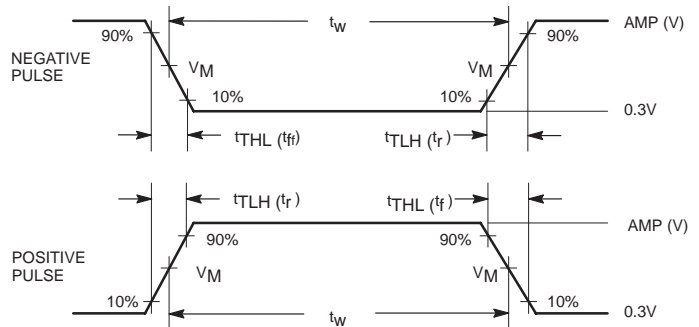 tw
AMP (V)
90%
90%
NEGATIVE
PULSE
VM
VM
10%
10%
0.3V
tTHL (tff)
tTLH (tr)
tTLH (tr)
tTHL (tf)
AMP (V)
90%
90%
POSITIVE
PULSE
VM
VM
10%
10%
tw
0.3V